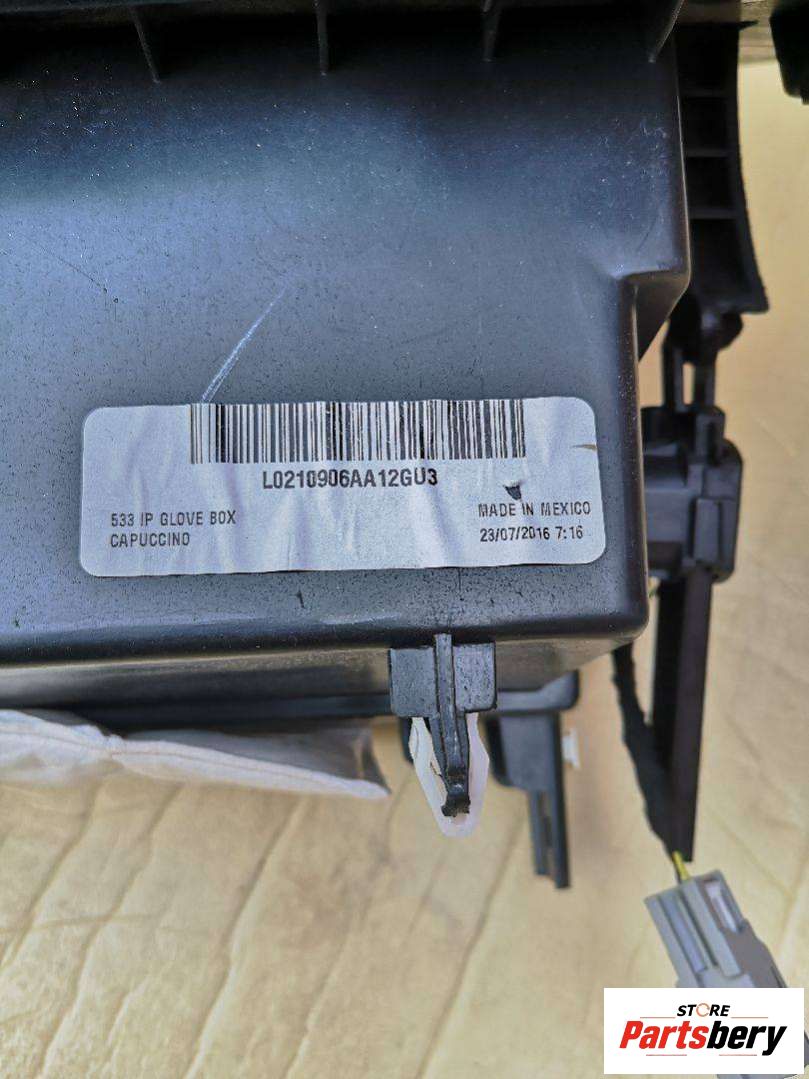 L0210906AA12GU3
533 IP GLOVE BOX
CAPUCCINO
MADE IN MEXICO
23/07/2016 7:16
STORE
Partsbery